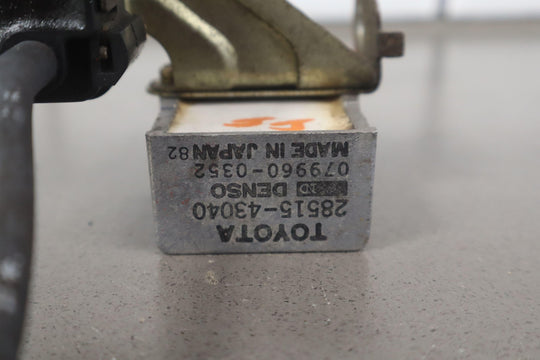 TOYOTA
28515-43040
DENSO
079960-0352
MADE IN JAPAN 82